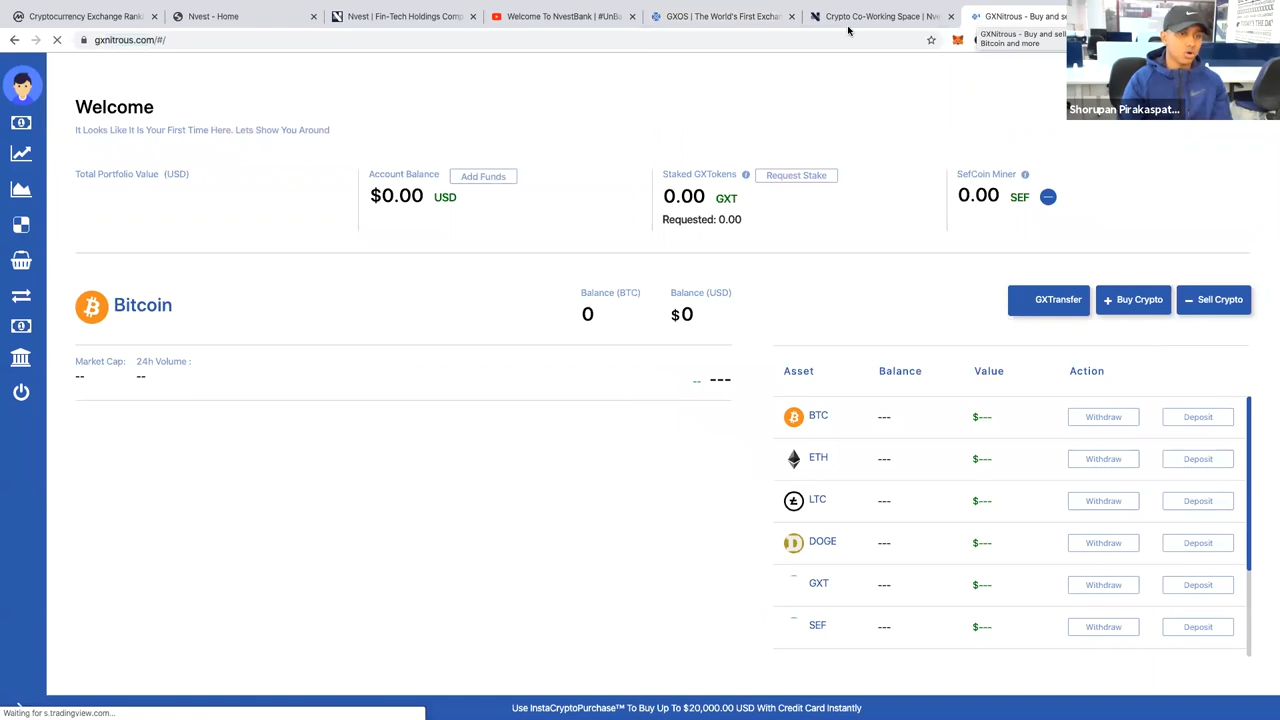 Cryptocurrency Exchange Ranki
Nvest - Home
Nvest | Fin-Tech Holdings Comp
Welcome To NvestBank | #UnBa
GXOS | The World's First Exchan
Crypto Co-Working Space | Nve
GXNitrous - Buy and se
gxnitrous.com/#/
GXNitrous - Buy and sell
Bitcoin and more
Shorupan Pirakaspat...
Welcome
It Looks Like It Is Your First Time Here. Lets Show You Around
Total Portfolio Value (USD)
Account Balance
Add Funds
$0.00 USD
Staked GXTokens
Request Stake
0.00 GXT
Requested: 0.00
SefCoin Miner
0.00 SEF
Bitcoin
Balance (BTC)
0
Balance (USD)
$0
GXTransfer
+ Buy Crypto
– Sell Crypto
Market Cap: 24h Volume :
-- --
-- ---
Asset Balance Value Action
BTC --- $--- Withdraw Deposit
ETH --- $--- Withdraw Deposit
LTC --- $--- Withdraw Deposit
DOGE --- $--- Withdraw Deposit
GXT --- $--- Withdraw Deposit
SEF --- $--- Withdraw Deposit
Use InstaCryptoPurchase™ To Buy Up To $20,000.00 USD With Credit Card Instantly
Waiting for s.tradingview.com...